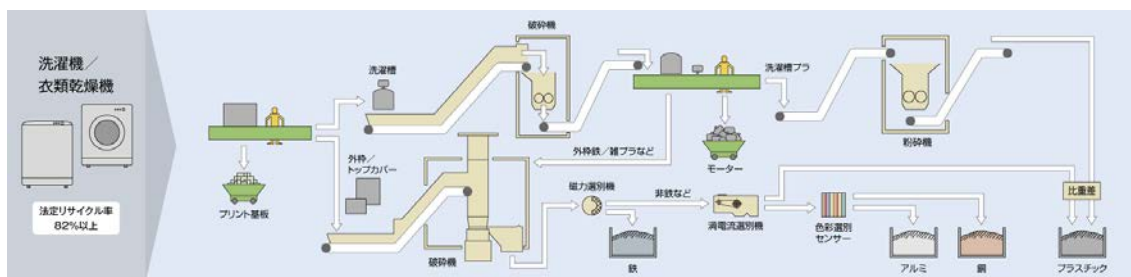 洗濯機／
衣類乾燥機
法定リサイクル率
82%以上
プリント基板
洗濯槽
外枠／
トップカバー
破砕機
破砕機
外枠鉄／雑プラなど
モーター
洗濯槽プラ
粉砕機
磁力選別機
鉄
非鉄など
渦電流選別機
色彩選別
センサー
アルミ
銅
比重差
プラスチック